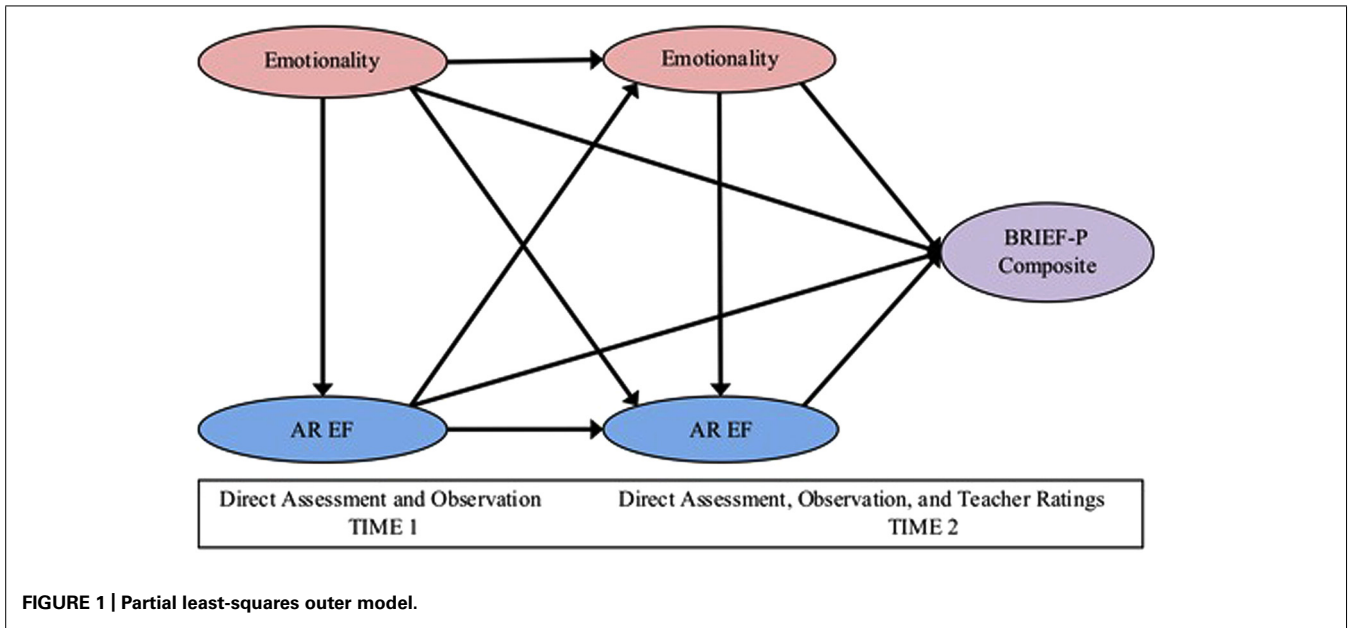 Emotionality
Emotionality
BRIEF-P
Composite
AR EF
AR EF
Direct Assessment and Observation
TIME 1
Direct Assessment, Observation, and Teacher Ratings
TIME 2
FIGURE 1 | Partial least-squares outer model.